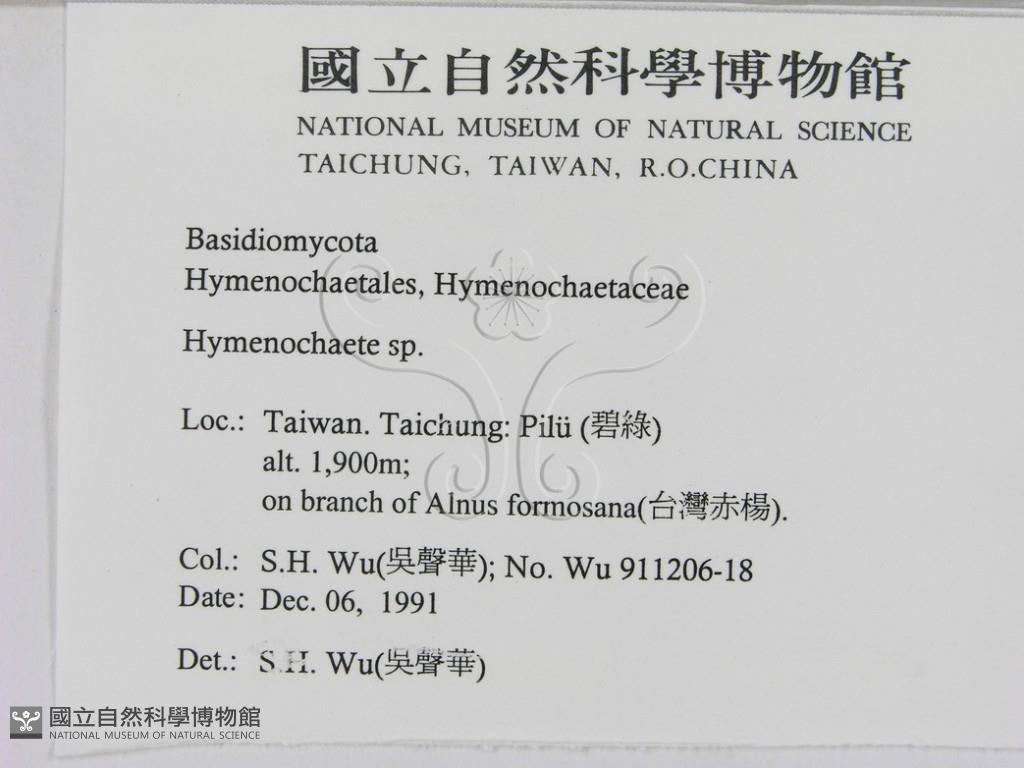 國立自然科學博物館
NATIONAL MUSEUM OF NATURAL SCIENCE
TAICHUNG, TAIWAN, R.O.CHINA
Basidiomycota
Hymenochaetales, Hymenochaetaceae
Hymenochaete sp.
Loc.: Taiwan. Taichung: Pilü (碧綠)
alt. 1,900m;
on branch of Alnus formosana(台灣赤楊).
Col.: S.H. Wu(吳聲華); No. Wu 911206-18
Date: Dec. 06, 1991
Det.: S.H. Wu(吳聲華)
國立自然科學博物館
NATIONAL MUSEUM OF NATURAL SCIENCE